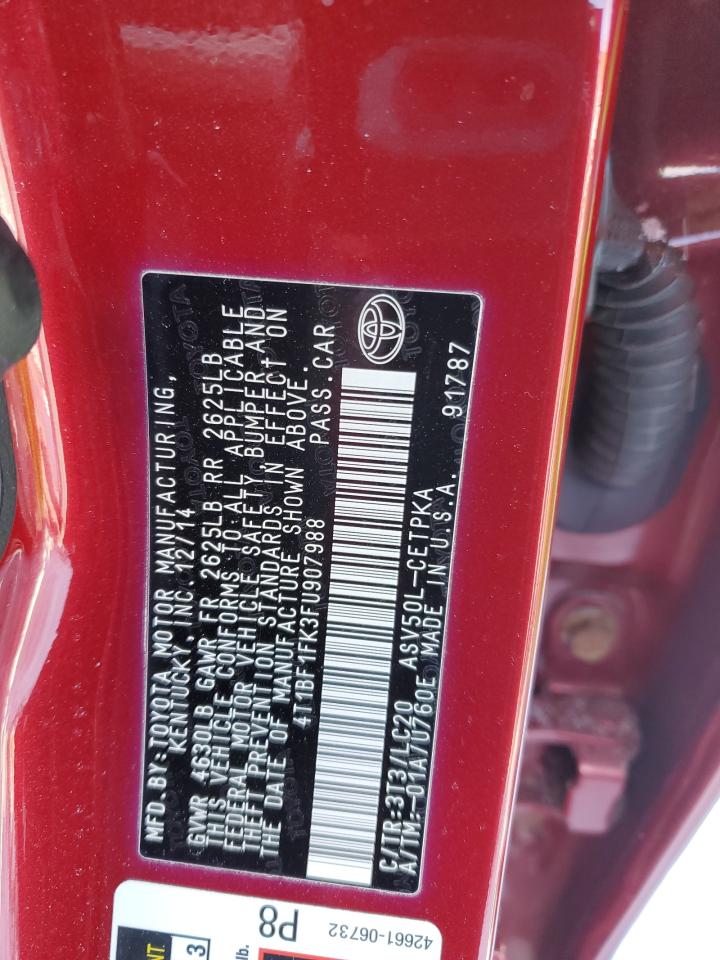 MFD.BY:TOYOTA MOTOR MANUFACTURING,
KENTUCKY, INC. 12/14
GVWR 4630LB GAWR FR 2625LB RR 2625LB
THIS VEHICLE CONFORMS TO ALL APPLICABLE
FEDERAL MOTOR VEHICLE SAFETY,BUMPER,AND
THEFT PREVENTION STANDARDS IN EFFECT ON
THE DATE OF MANUFACTURE SHOWN ABOVE.
4T1BF1FK3FU907988 PASS.CAR
C/TR:3T3/LC20 ASV50L-CETPKA
A/TM:-01A/U760E MADE IN U.S.A. 91787
P8
42661-06732
3
lb.